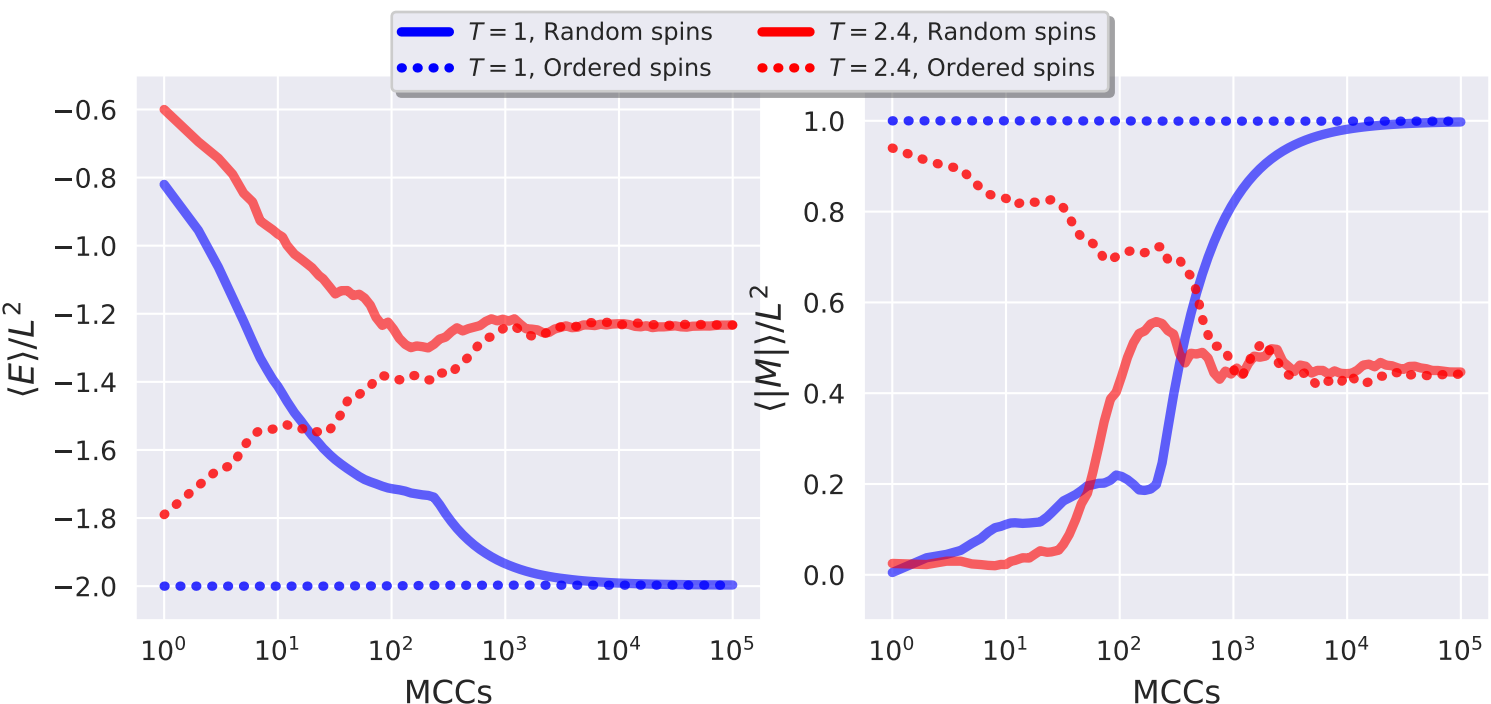 T = 1, Random spins
T = 2.4, Random spins
T = 1, Ordered spins
T = 2.4, Ordered spins
⟨E⟩/L²
−0.6
−0.8
−1.0
−1.2
−1.4
−1.6
−1.8
−2.0
10⁰ 10¹ 10² 10³ 10⁴ 10⁵
MCCs
⟨|M|⟩/L²
1.0
0.8
0.6
0.4
0.2
0.0
10⁰ 10¹ 10² 10³ 10⁴ 10⁵
MCCs